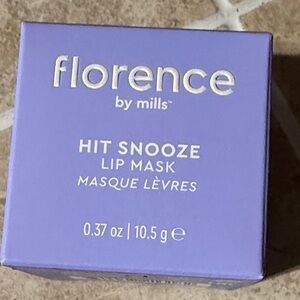 florence
by mills™
HIT SNOOZE
LIP MASK
MASQUE LÈVRES
0.37 oz | 10.5 g ℮